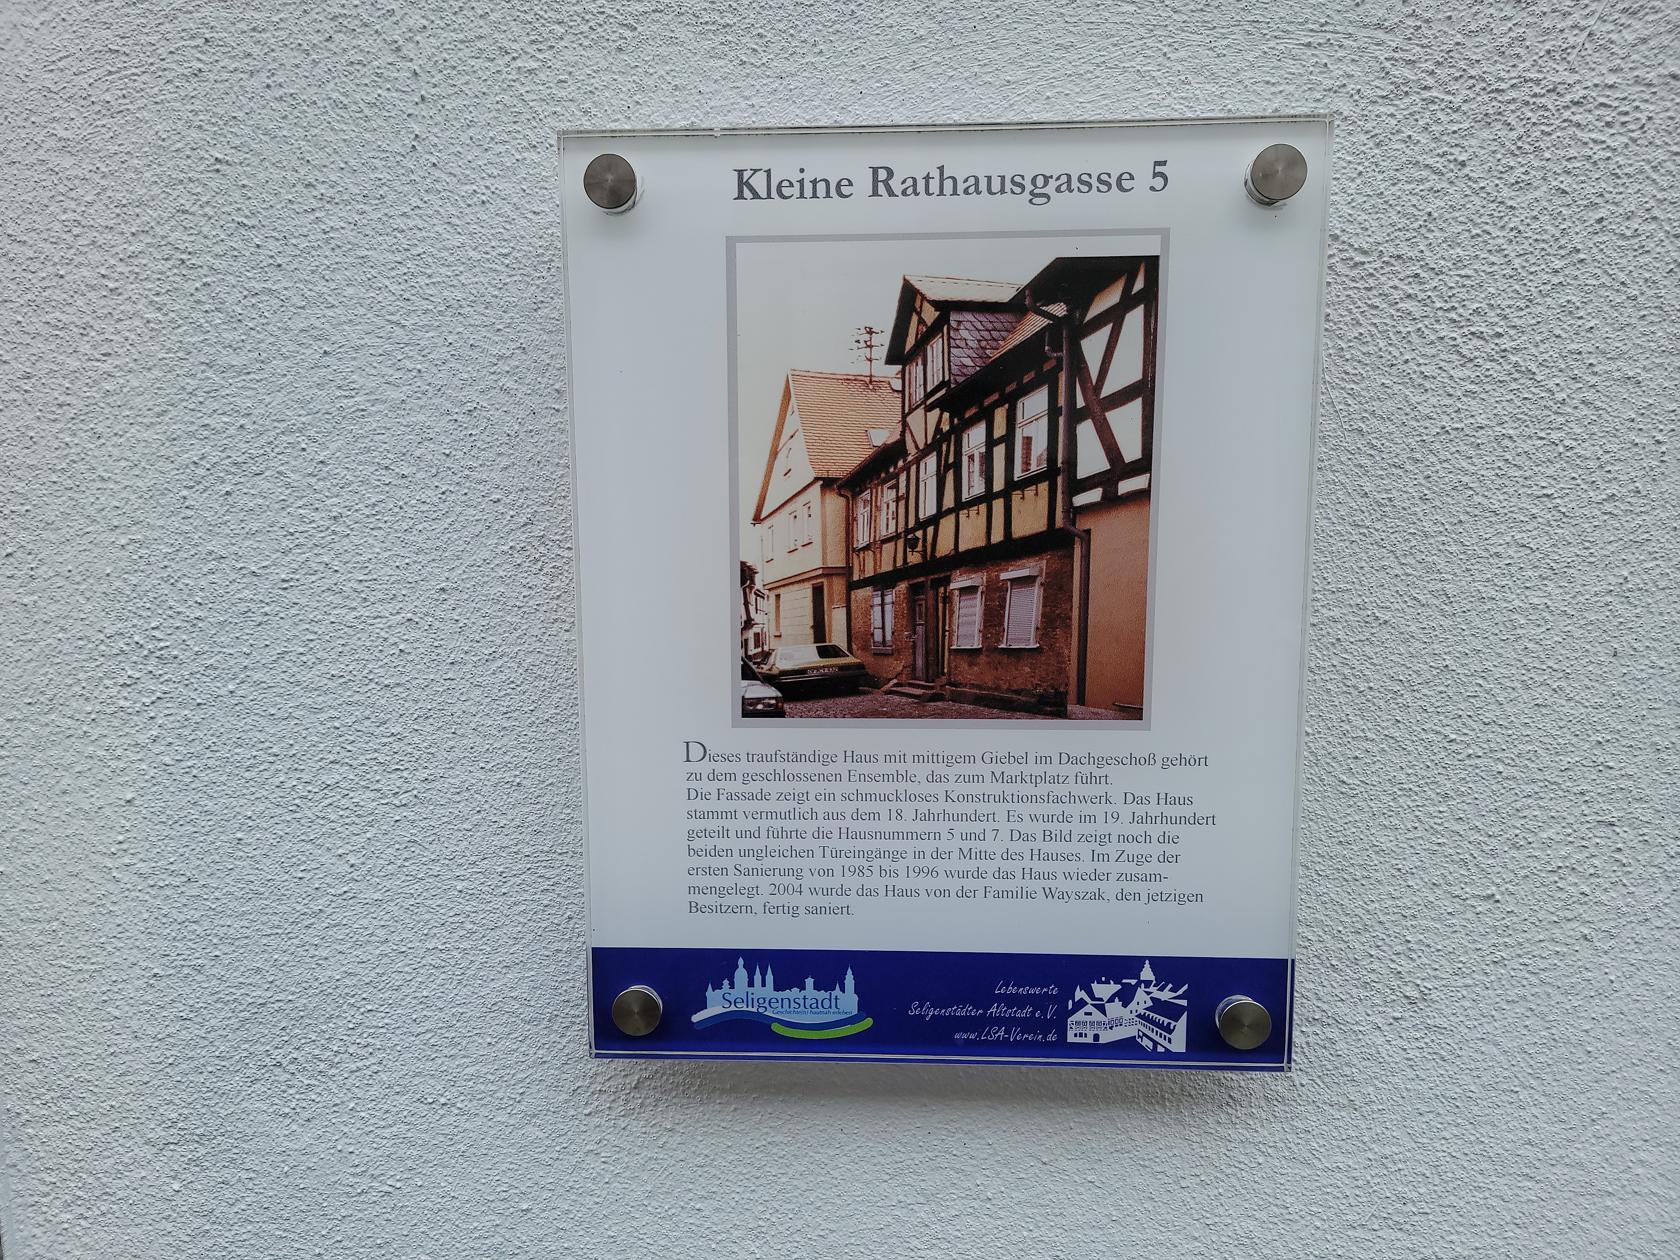 Kleine Rathausgasse 5
Dieses traufständige Haus mit mittigem Giebel im Dachgeschoß gehört
zu dem geschlossenen Ensemble, das zum Marktplatz führt.
Die Fassade zeigt ein schmuckloses Konstruktionsfachwerk. Das Haus
stammt vermutlich aus dem 18. Jahrhundert. Es wurde im 19. Jahrhundert
geteilt und führte die Hausnummern 5 und 7. Das Bild zeigt noch die
beiden ungleichen Türeingänge in der Mitte des Hauses. Im Zuge der
ersten Sanierung von 1985 bis 1996 wurde das Haus wieder zusam-
mengelegt. 2004 wurde das Haus von der Familie Wayszak, den jetzigen
Besitzern, fertig saniert.
Seligenstadt
Geschichte(n) hautnah erleben
Lebenswerte
Seligenstädter Altstadt e.V.
www.LSA-Verein.de